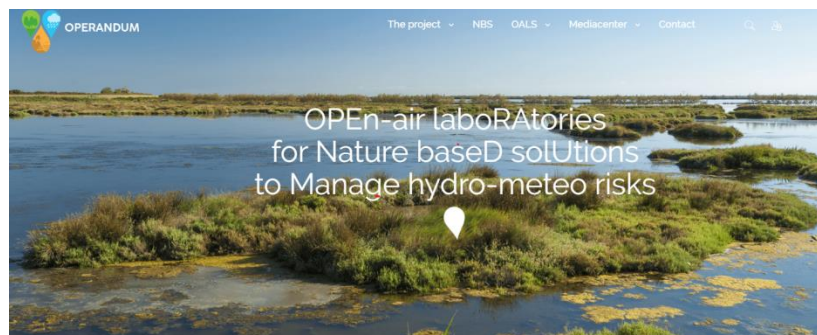 OPERANDUM
The project NBS OALS Mediacenter Contact
OPEn-air laboRAtories
for Nature baseD solUtions
to Manage hydro-meteo risks